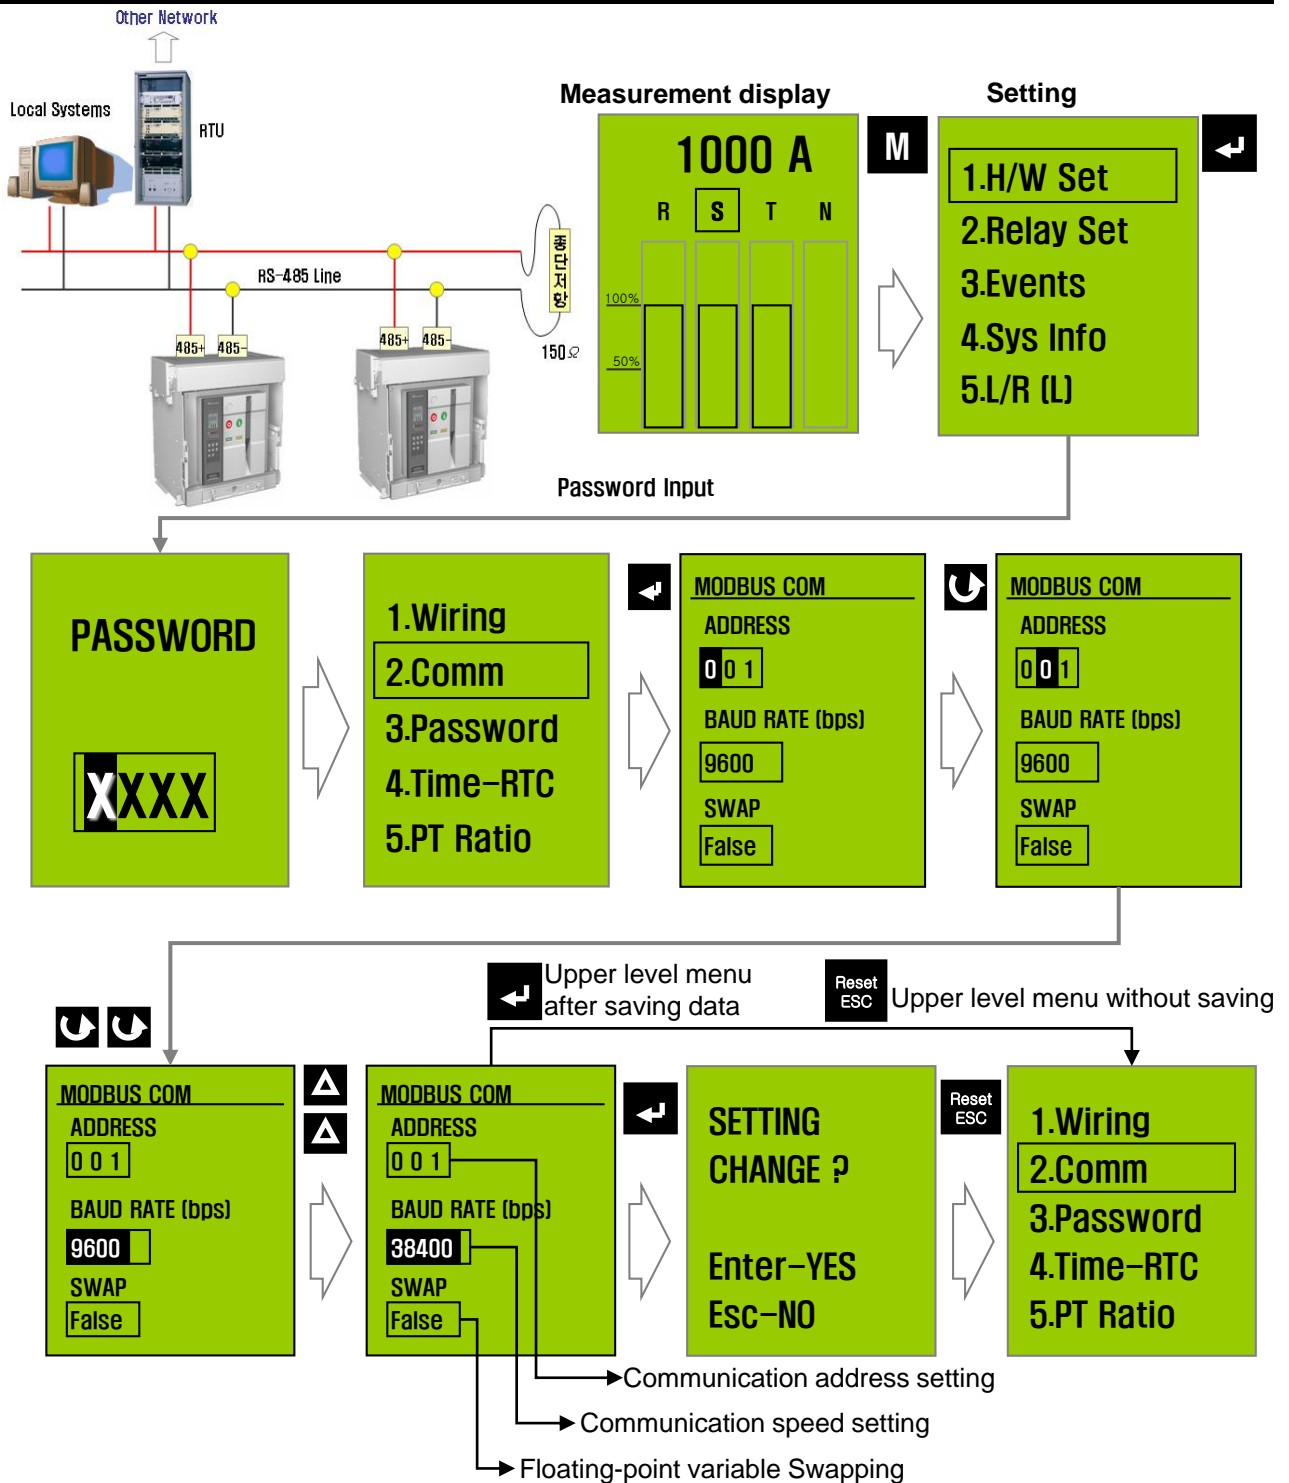 Other Network
Local Systems
RTU
RS-485 Line
485+
485-
485+
485-
종단저항
150Ω
Measurement display
1000 A
R S T N
100%
50%
M
Setting
1.H/W Set
2.Relay Set
3.Events
4.Sys Info
5.L/R (L)
Password Input
PASSWORD
XXXX
1.Wiring
2.Comm
3.Password
4.Time-RTC
5.PT Ratio
MODBUS COM
ADDRESS
0 0 1
BAUD RATE (bps)
9600
SWAP
False
MODBUS COM
ADDRESS
0 0 1
BAUD RATE (bps)
9600
SWAP
False
Upper level menu
after saving data
Reset
ESC
Upper level menu without saving
MODBUS COM
ADDRESS
0 0 1
BAUD RATE (bps)
9600
SWAP
False
MODBUS COM
ADDRESS
0 0 1
BAUD RATE (bps)
38400
SWAP
False
SETTING
CHANGE ?
Enter-YES
Esc-NO
Reset
ESC
1.Wiring
2.Comm
3.Password
4.Time-RTC
5.PT Ratio
Communication address setting
Communication speed setting
Floating-point variable Swapping